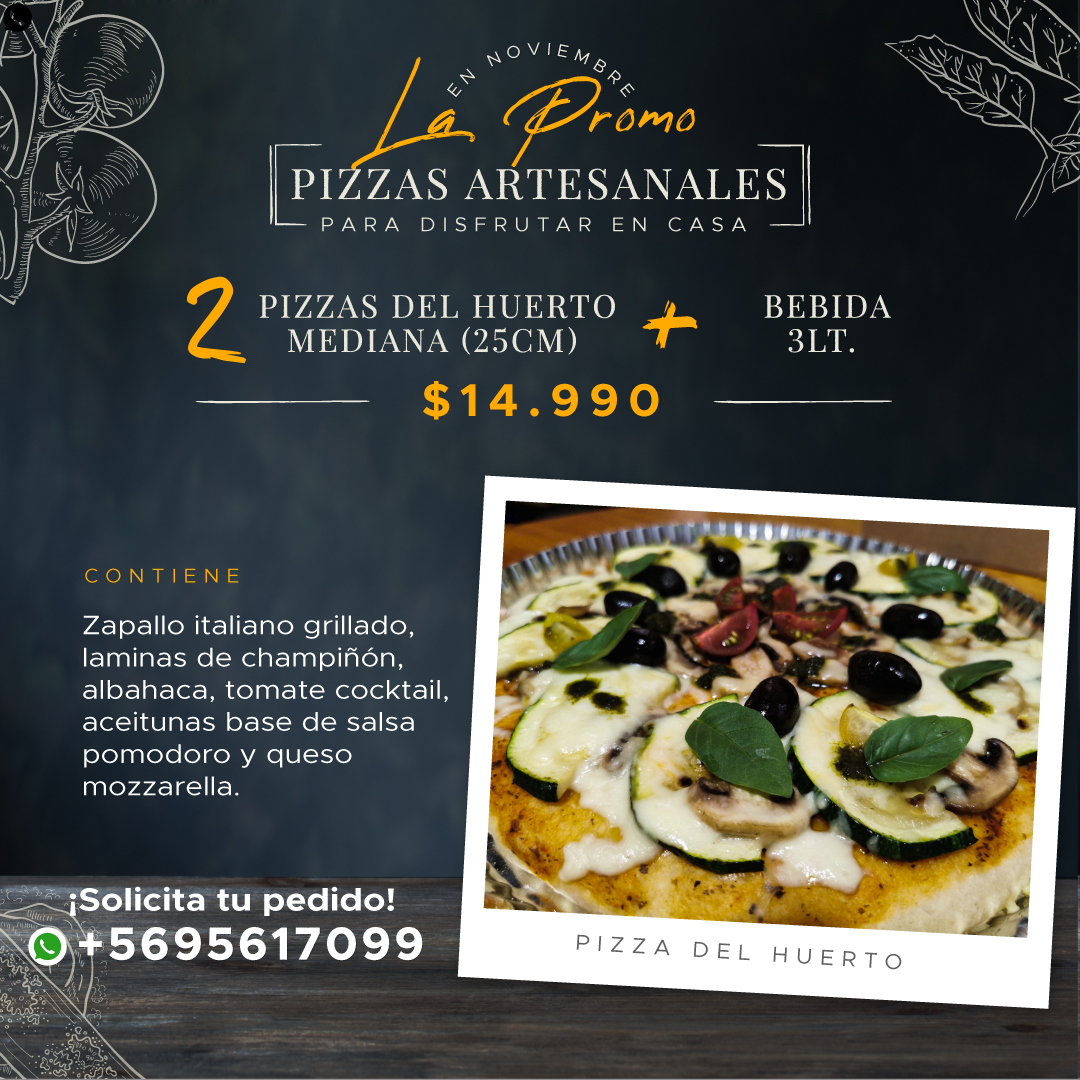 EN NOVIEMBRE
La Promo
PIZZAS ARTESANALES
PARA DISFRUTAR EN CASA
2 PIZZAS DEL HUERTO
MEDIANA (25CM)
+
BEBIDA
3LT.
$14.990
CONTIENE
Zapallo italiano grillado,
laminas de champiñón,
albahaca, tomate cocktail,
aceitunas base de salsa
pomodoro y queso
mozzarella.
¡Solicita tu pedido!
+5695617099
PIZZA DEL HUERTO